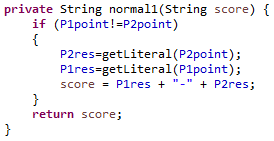 private String normal1(String score) {
if (P1point!=P2point)
{
P2res=getLiteral(P2point);
P1res=getLiteral(P1point);
score = P1res + "-" + P2res;
}
return score;
}